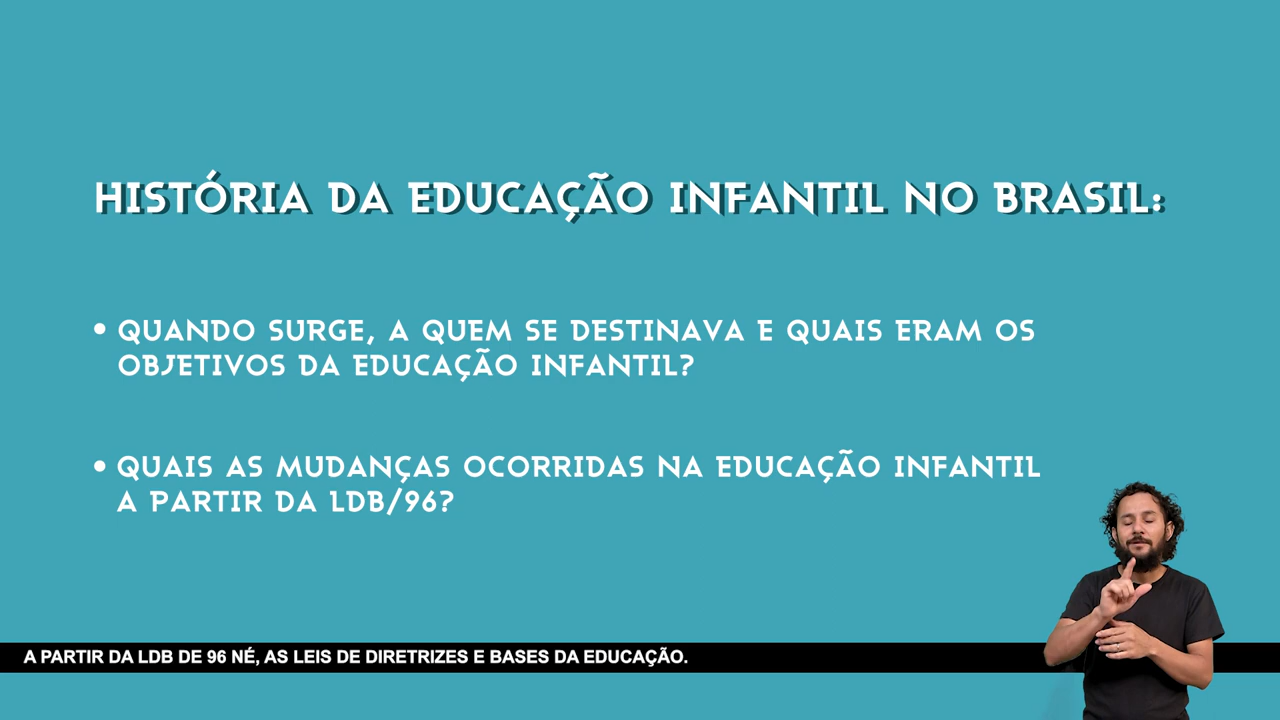 HISTÓRIA DA EDUCAÇÃO INFANTIL NO BRASIL:
• QUANDO SURGE, A QUEM SE DESTINAVA E QUAIS ERAM OS
OBJETIVOS DA EDUCAÇÃO INFANTIL?
• QUAIS AS MUDANÇAS OCORRIDAS NA EDUCAÇÃO INFANTIL
A PARTIR DA LDB/96?
A PARTIR DA LDB DE 96 NÉ, AS LEIS DE DIRETRIZES E BASES DA EDUCAÇÃO.